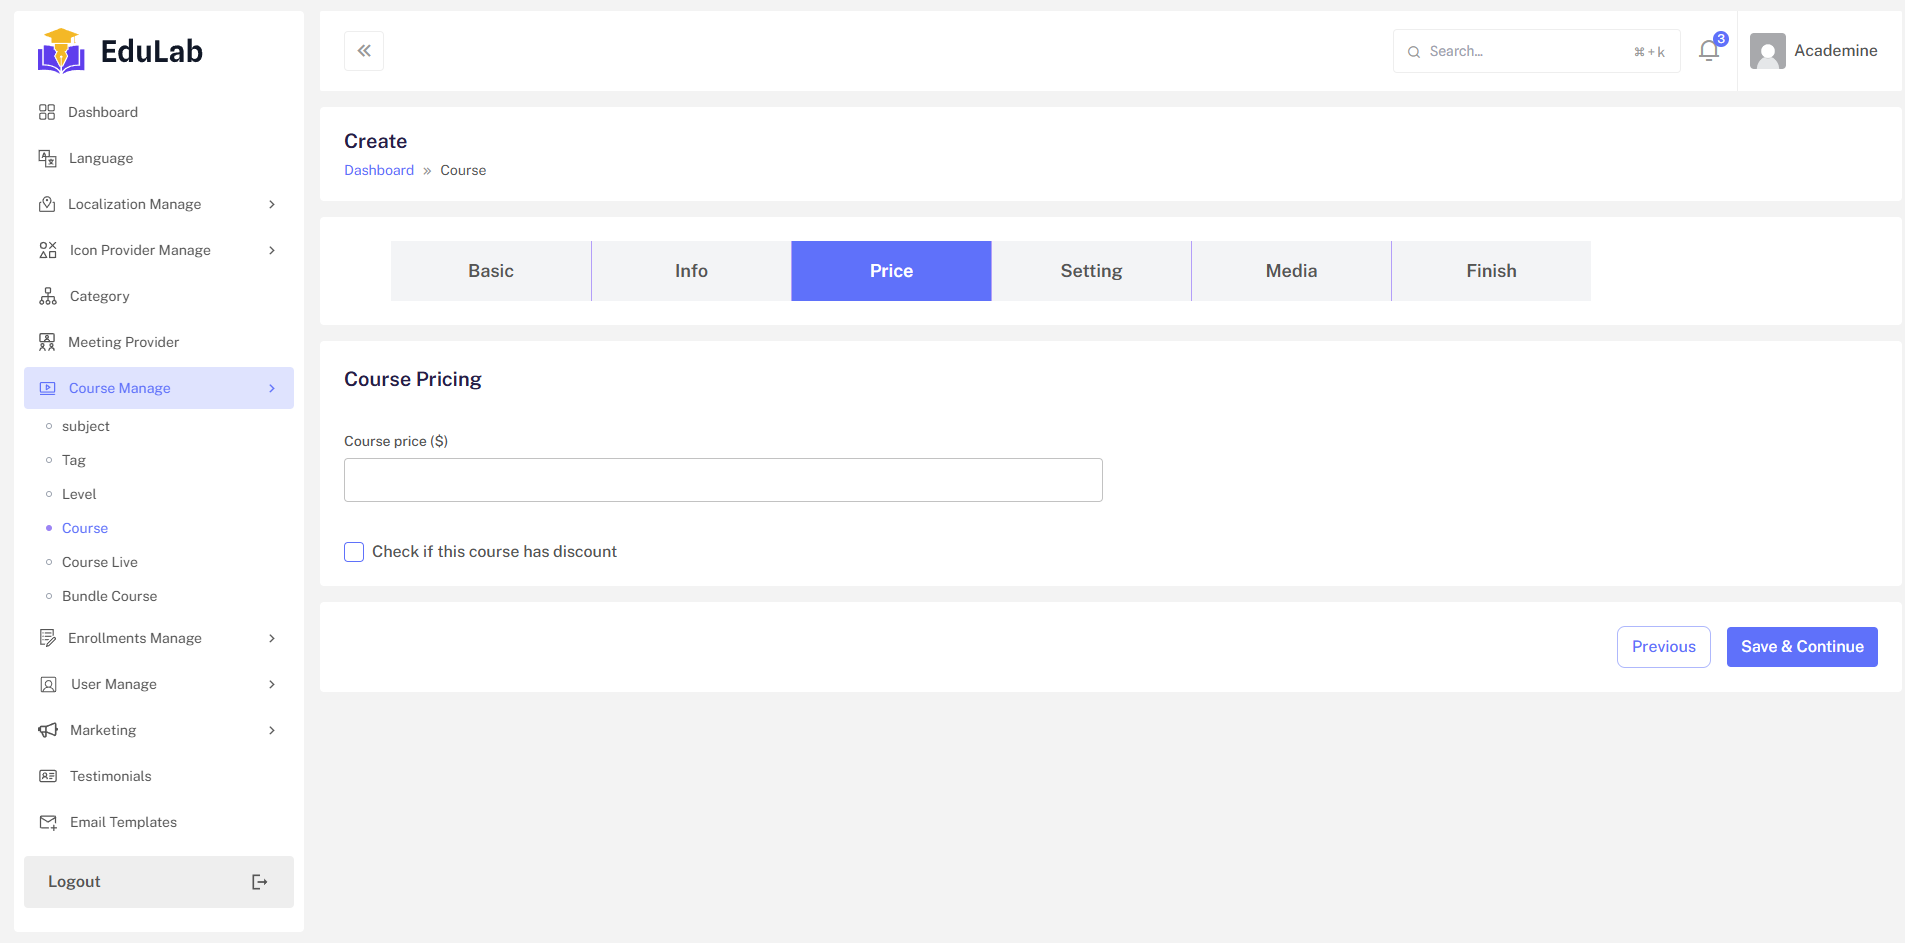 EduLab
Dashboard
Language
Localization Manage
Icon Provider Manage
Category
Meeting Provider
Course Manage
subject
Tag
Level
Course
Course Live
Bundle Course
Enrollments Manage
User Manage
Marketing
Testimonials
Email Templates
Logout
Search... ⌘ + k
3
Academine
Create
Dashboard » Course
Basic Info Price Setting Media Finish
Course Pricing
Course price ($)
Check if this course has discount
Previous Save & Continue